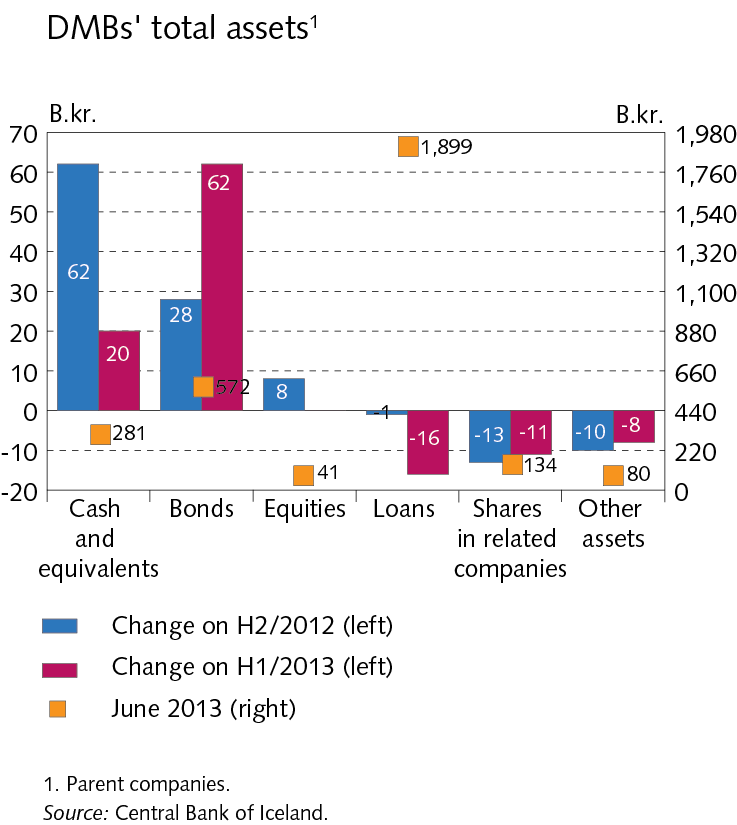 DMBs' total assets¹
B.kr. B.kr.
70 1,980
1,899
60 1,760
62
50 1,540
40 1,320
62
30 1,100
28
20 880
20
10 660
572
8
0 440
-1
281
-16
-13
-11
-10
-8
-10 220
134
41
80
-20 0
Cash Bonds Equities Loans Shares Other
and in related assets
equivalents companies
Change on H2/2012 (left)
Change on H1/2013 (left)
June 2013 (right)
1. Parent companies.
Source: Central Bank of Iceland.